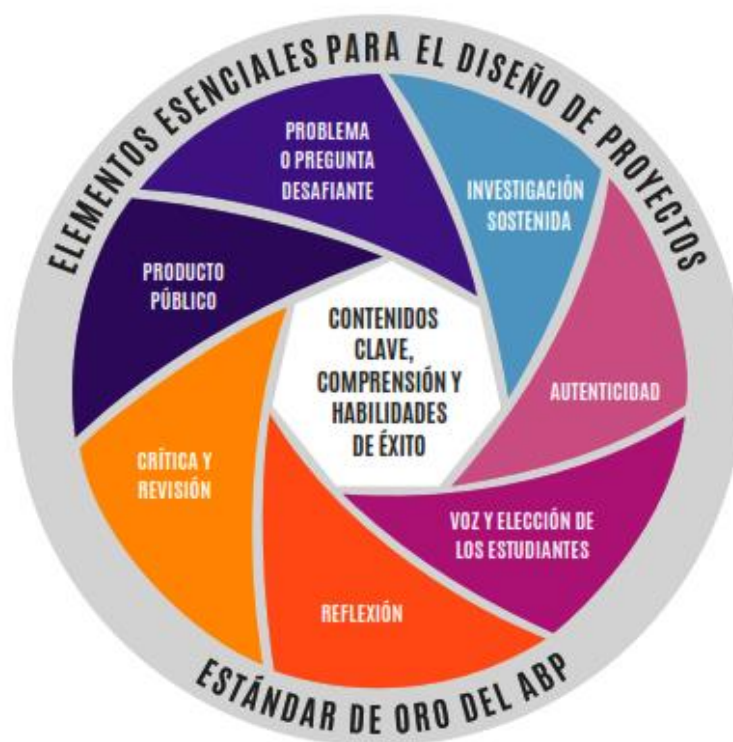 ELEMENTOS ESENCIALES PARA EL DISEÑO DE PROYECTOS
PROBLEMA
O PREGUNTA
DESAFIANTE
INVESTIGACIÓN
SOSTENIDA
AUTENTICIDAD
VOZ Y ELECCIÓN DE
LOS ESTUDIANTES
REFLEXIÓN
CRÍTICA Y
REVISIÓN
PRODUCTO
PÚBLICO
CONTENIDOS
CLAVE,
COMPRENSIÓN Y
HABILIDADES
DE ÉXITO
ESTÁNDAR DE ORO DEL ABP